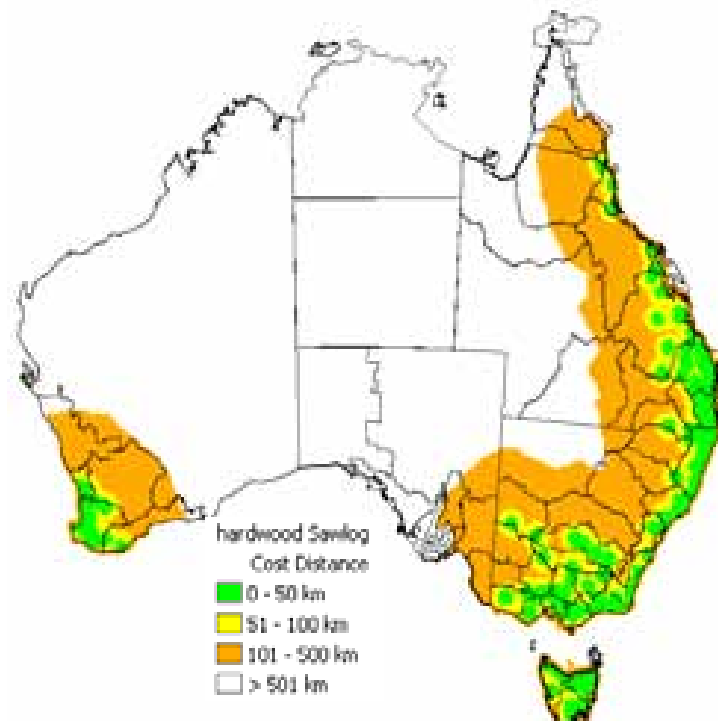 hardwood Sawlog
Cost Distance
0 - 50 km
51 - 100 km
101 - 500 km
> 501 km